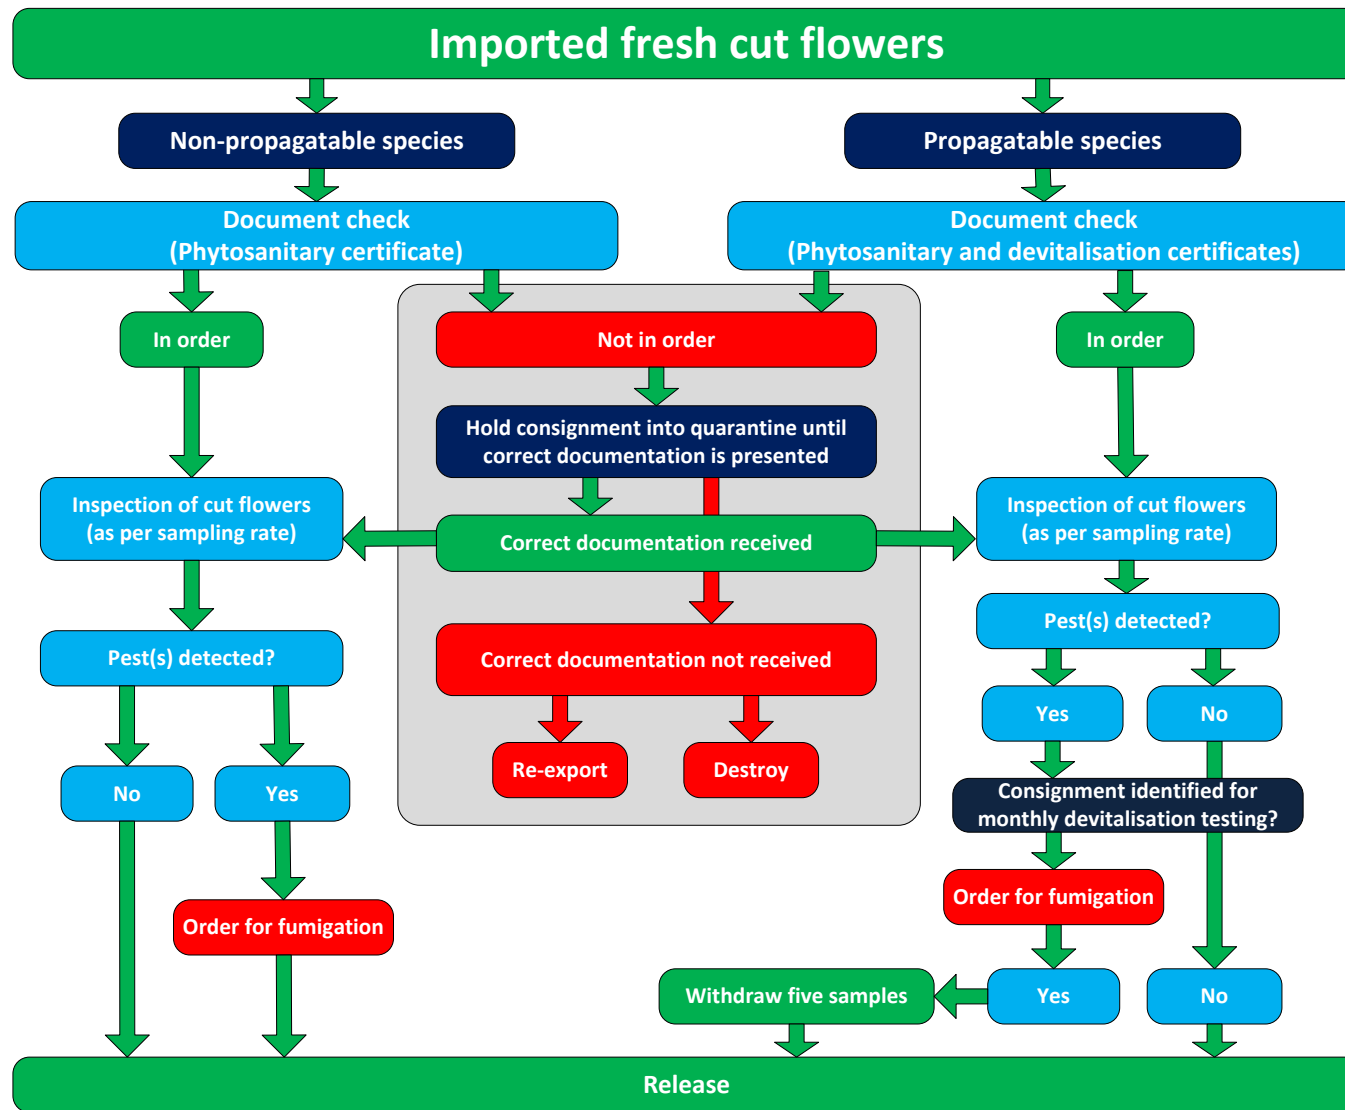 Imported fresh cut flowers
Non-propagatable species
Propagatable species
Document check
(Phytosanitary certificate)
Document check
(Phytosanitary and devitalisation certificates)
In order
Not in order
In order
Hold consignment into quarantine until
correct documentation is presented
Inspection of cut flowers
(as per sampling rate)
Correct documentation received
Inspection of cut flowers
(as per sampling rate)
Pest(s) detected?
Correct documentation not received
Pest(s) detected?
Yes
No
Re-export
Destroy
No
Yes
Consignment identified for
monthly devitalisation testing?
Order for fumigation
Order for fumigation
Withdraw five samples
Yes
No
Release